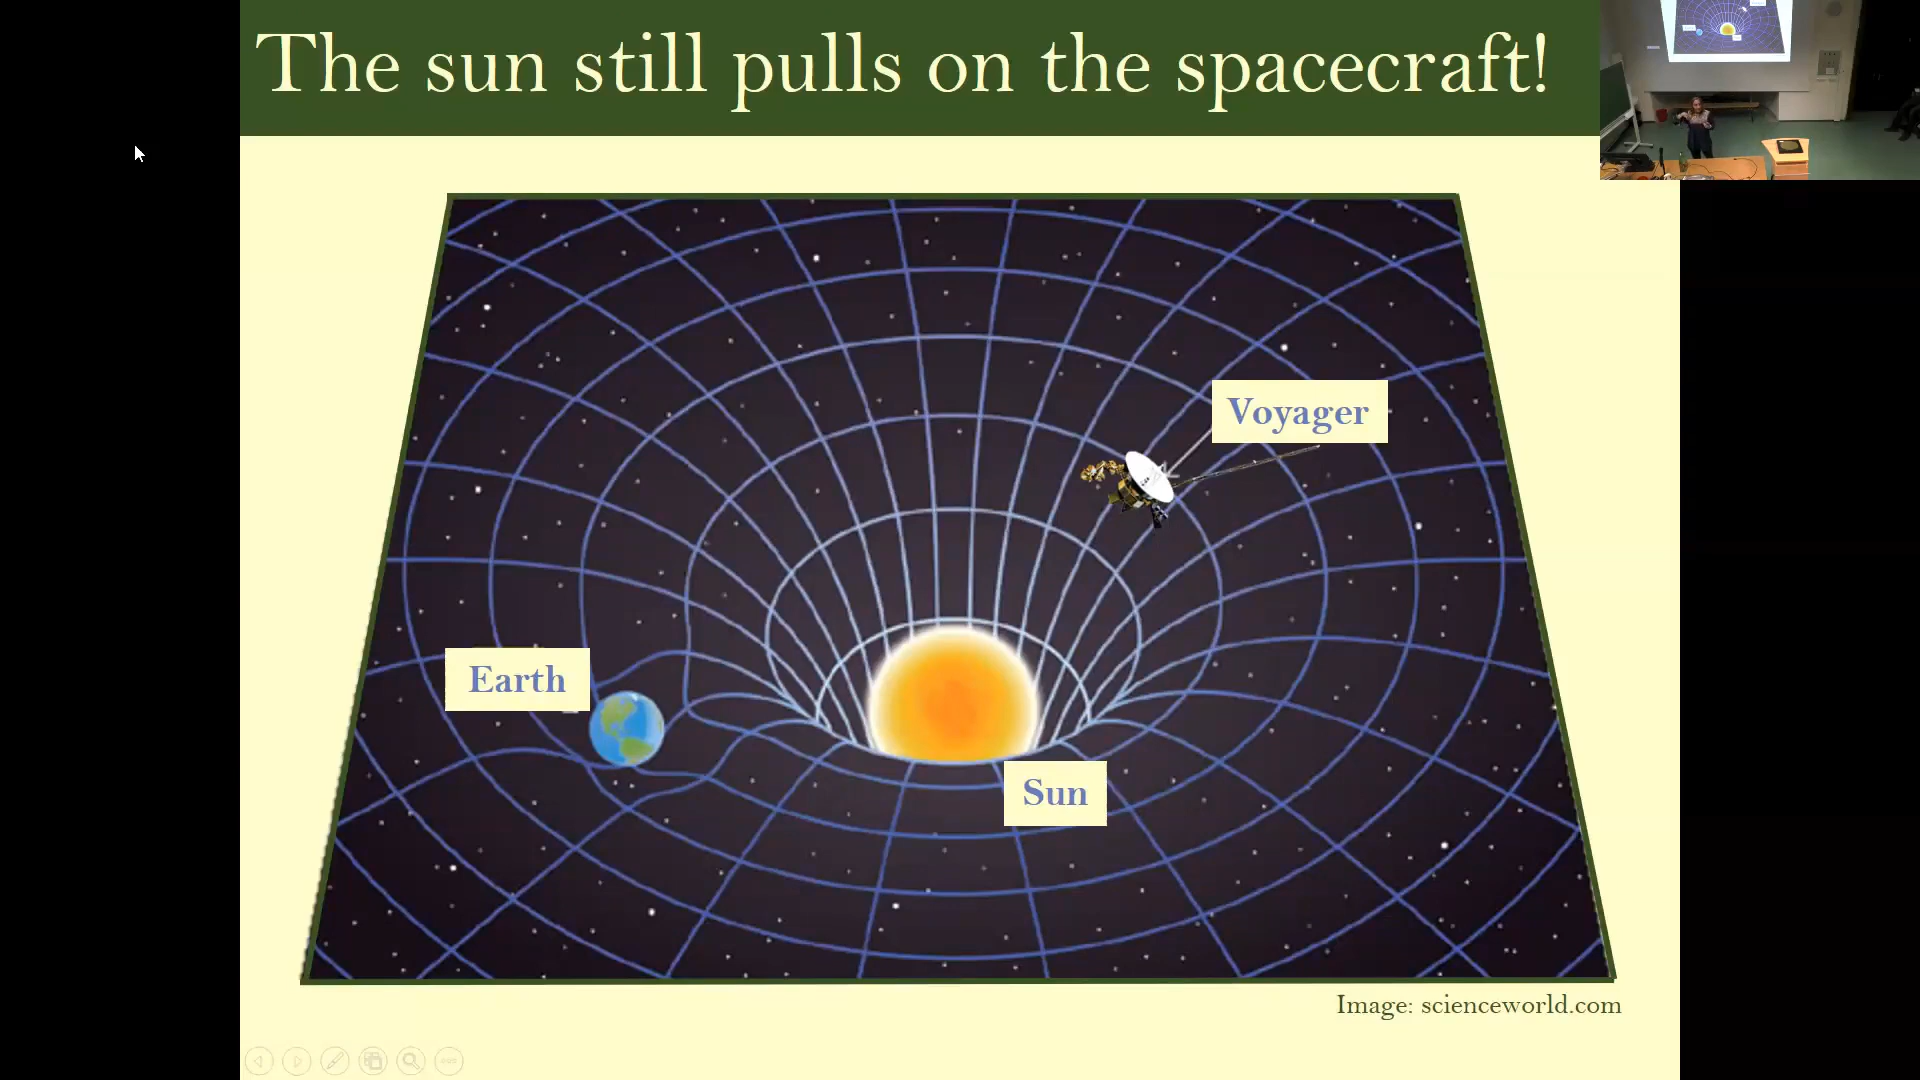 The sun still pulls on the spacecraft!
Voyager
Earth
Sun
Image: scienceworld.com